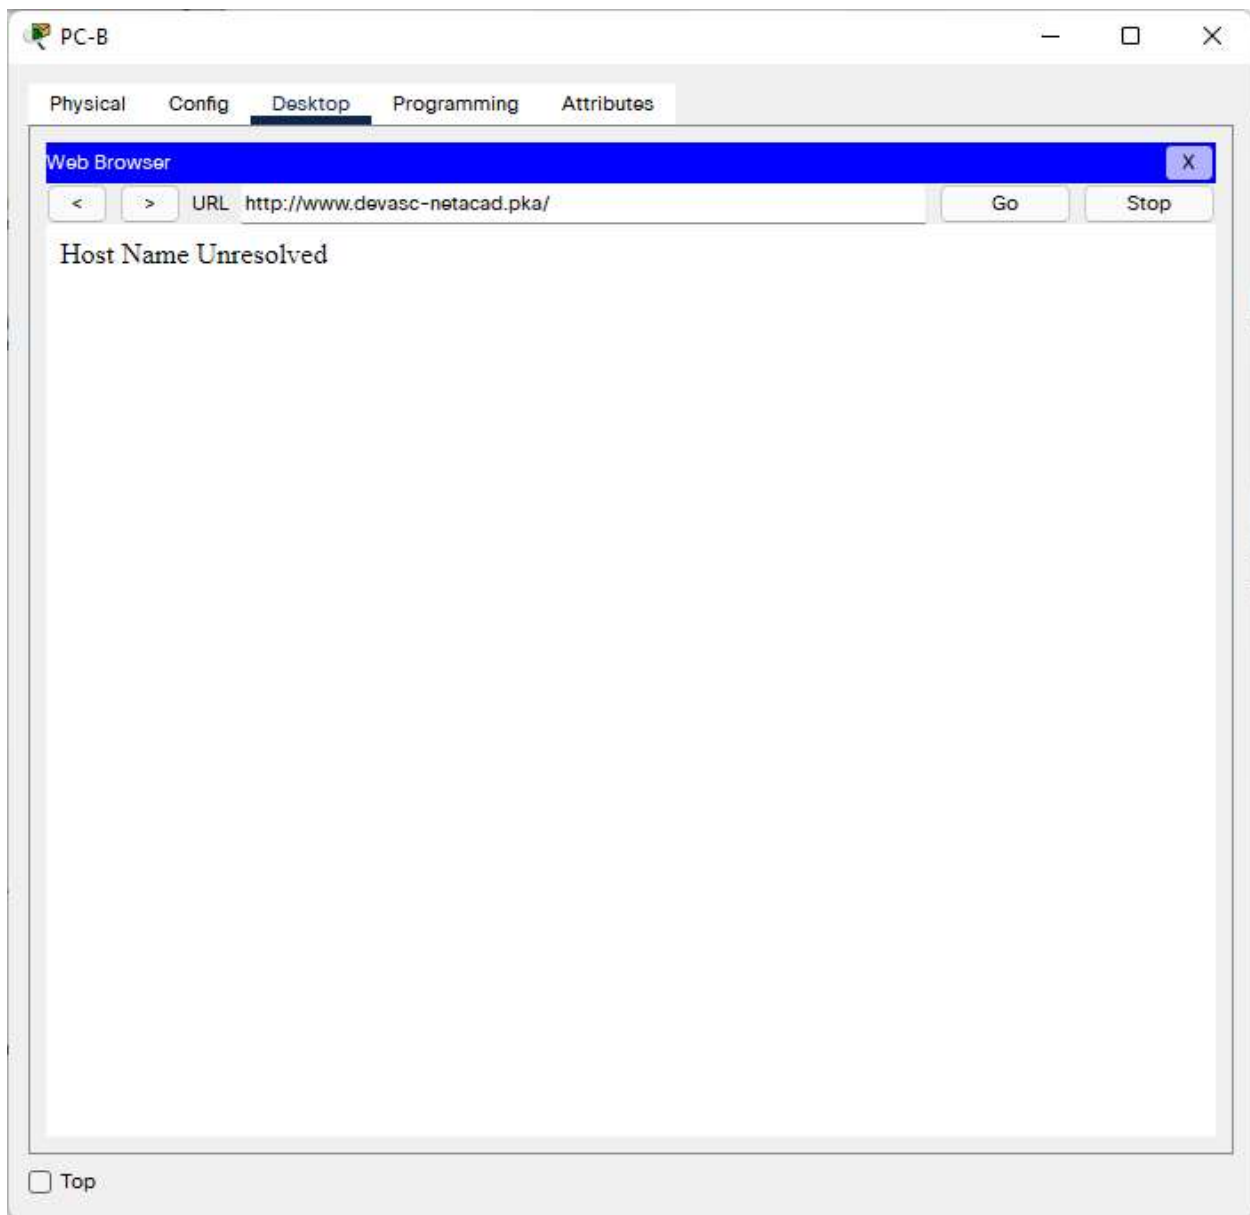 PC-B
Physical Config Desktop Programming Attributes
Web Browser X
< > URL http://www.devasc-netacad.pka/ Go Stop
Host Name Unresolved
Top